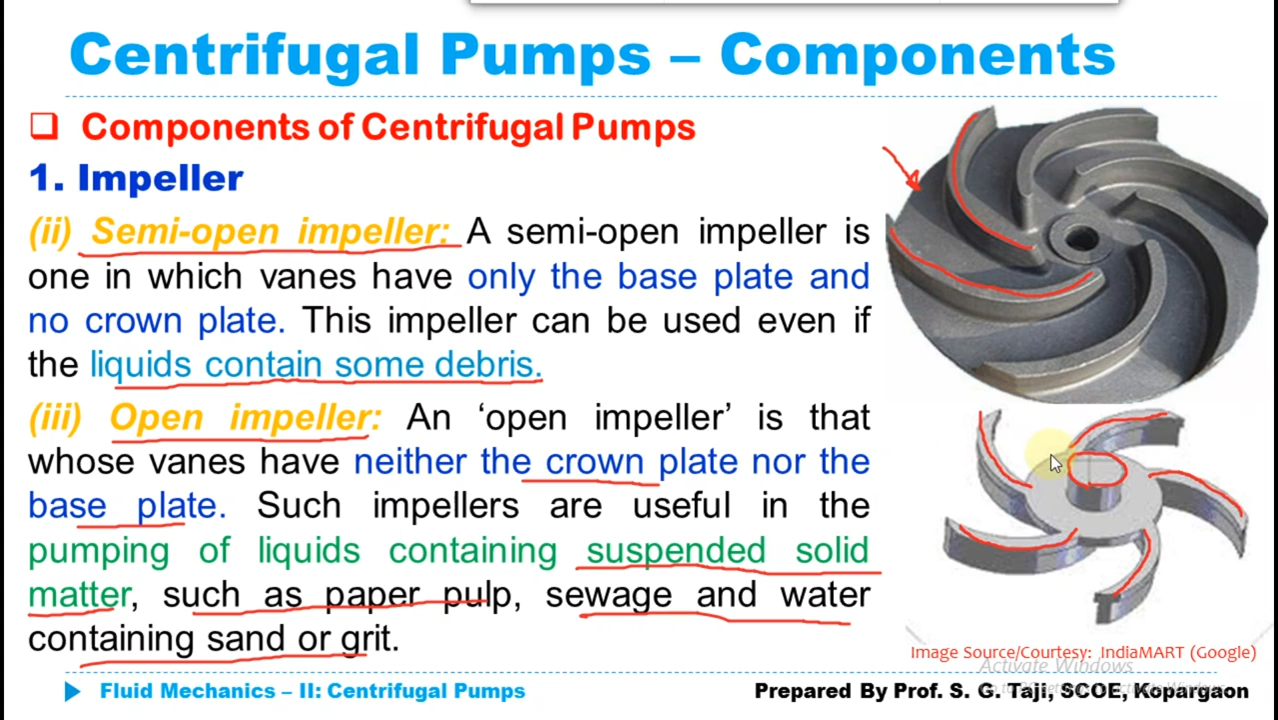 Centrifugal Pumps – Components
❑ Components of Centrifugal Pumps
1. Impeller
(ii) Semi-open impeller: A semi-open impeller is
one in which vanes have only the base plate and
no crown plate. This impeller can be used even if
the liquids contain some debris.
(iii) Open impeller: An ‘open impeller’ is that
whose vanes have neither the crown plate nor the
base plate. Such impellers are useful in the
pumping of liquids containing suspended solid
matter, such as paper pulp, sewage and water
containing sand or grit.
Image Source/Courtesy: IndiaMART (Google)
Activate Windows
Fluid Mechanics – II: Centrifugal Pumps
Prepared By Prof. S. G. Taji, SCOE, Kopargaon